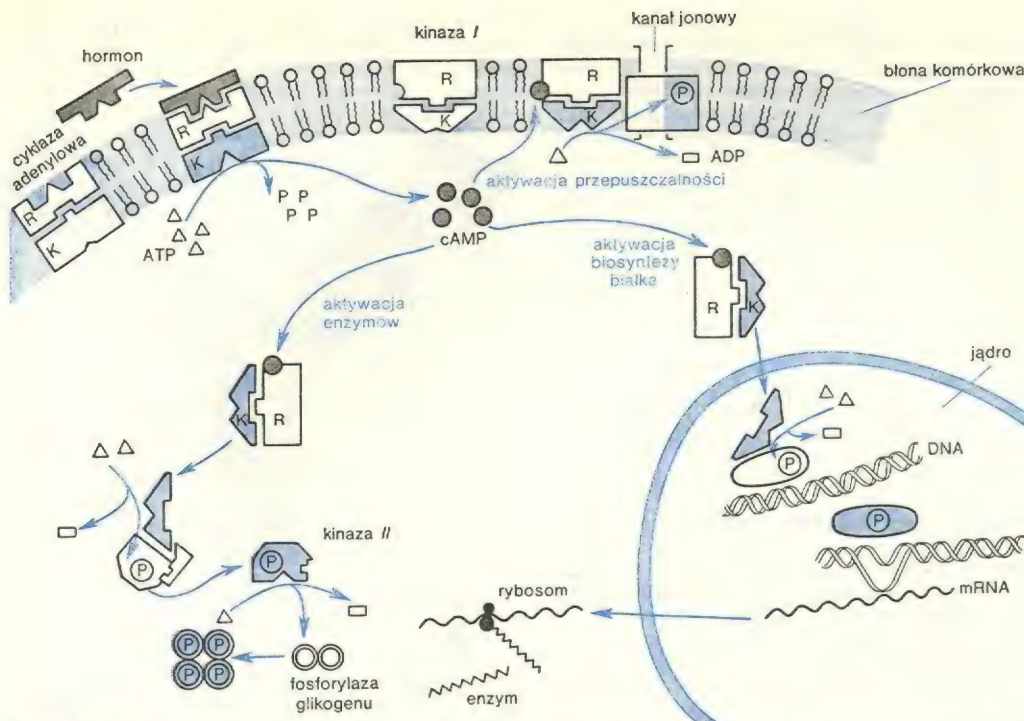 kanał jonowy
kinaza I
hormon
błona komórkowa
R
R
P
K
K
R
cyklaza
adenylowa
K
ADP
R
P P
P P
aktywacja przepuszczalności
K
ATP
cAMP
aktywacja
biosyntezy
białka
aktywacja
enzymów
R
K
jądro
K
R
P
DNA
P
kinaza II
P
P
rybosom
mRNA
P P
P P
fosforylaza
glikogenu
enzym